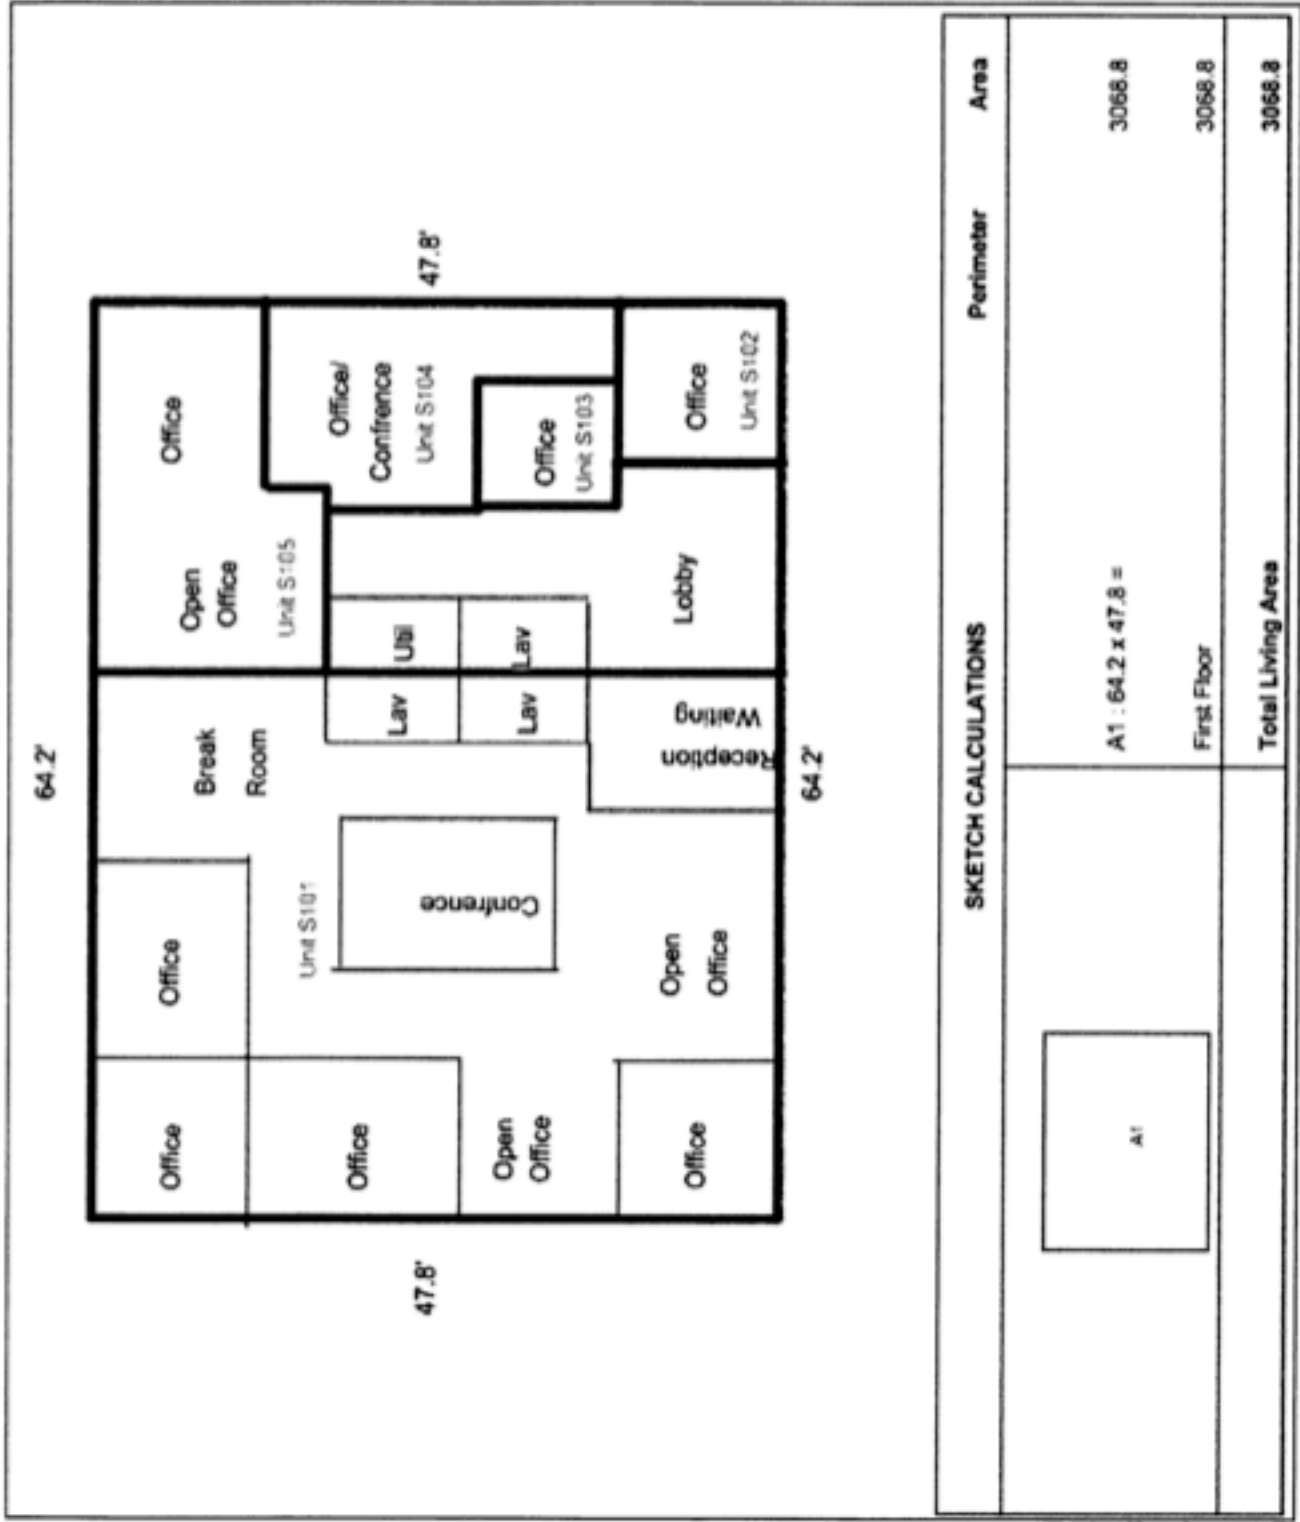 64.2'
Office
Office
Break
Room
Open
Office
Office
Unit S101
Unit S105
Office
Lav
Util
Office/
Confrence
Unit S104
47.8'
47.8'
Confrence
Open
Office
Lav
Lav
Office
Unit S103
Office
Open
Office
Reception
Waiting
Lobby
Office
Unit S102
64.2'
SKETCH CALCULATIONS
Perimeter
Area
A1
A1 : 64.2 x 47.8 =
3068.8
First Floor
3068.8
Total Living Area
3068.8